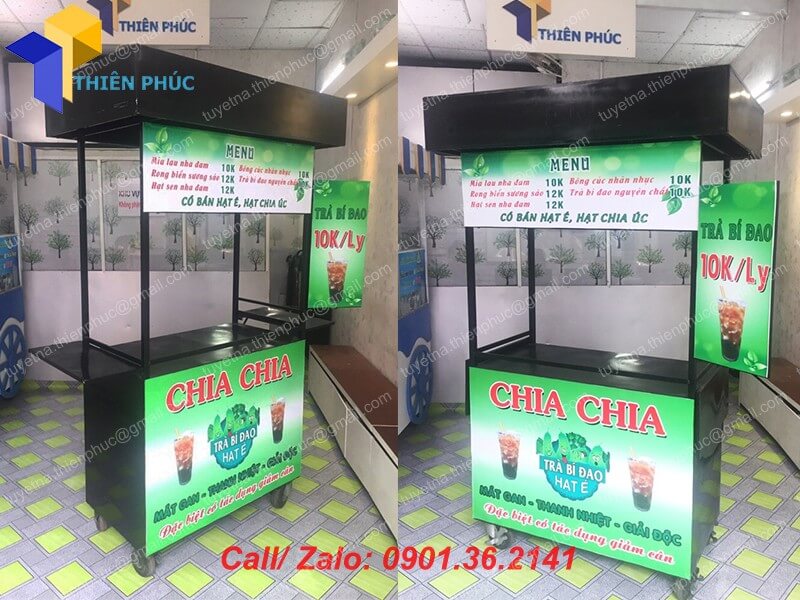 THIÊN PHÚC
MENU
Mía lau nha đam 10K Bông cúc nhãn nhục 10K
Rong biển sương sáo 12K Trà bí đao nguyên chất 10K
Hạt sen nha đam 12K
CÓ BÁN HẠT É, HẠT CHIA ÚC
TRÀ BÍ ĐAO
10K/Ly
CHIA CHIA
TRÀ BÍ ĐAO
HẠT É
MÁT GAN - THANH NHIỆT - GIẢI ĐỘC
Đặc biệt có tác dụng giảm cân
THIÊN PHÚC
MENU
Mía lau nha đam 10K Bông cúc nhãn nhục 10K
Rong biển sương sáo 12K Trà bí đao nguyên chất 10K
Hạt sen nha đam 12K
CÓ BÁN HẠT É, HẠT CHIA ÚC
TRÀ BÍ ĐAO
10K/Ly
CHIA CHIA
TRÀ BÍ ĐAO
HẠT É
MÁT GAN - THANH NHIỆT - GIẢI ĐỘC
Đặc biệt có tác dụng giảm cân
Call/ Zalo: 0901.36.2141
tuyetna.thienphuc@gmail.com